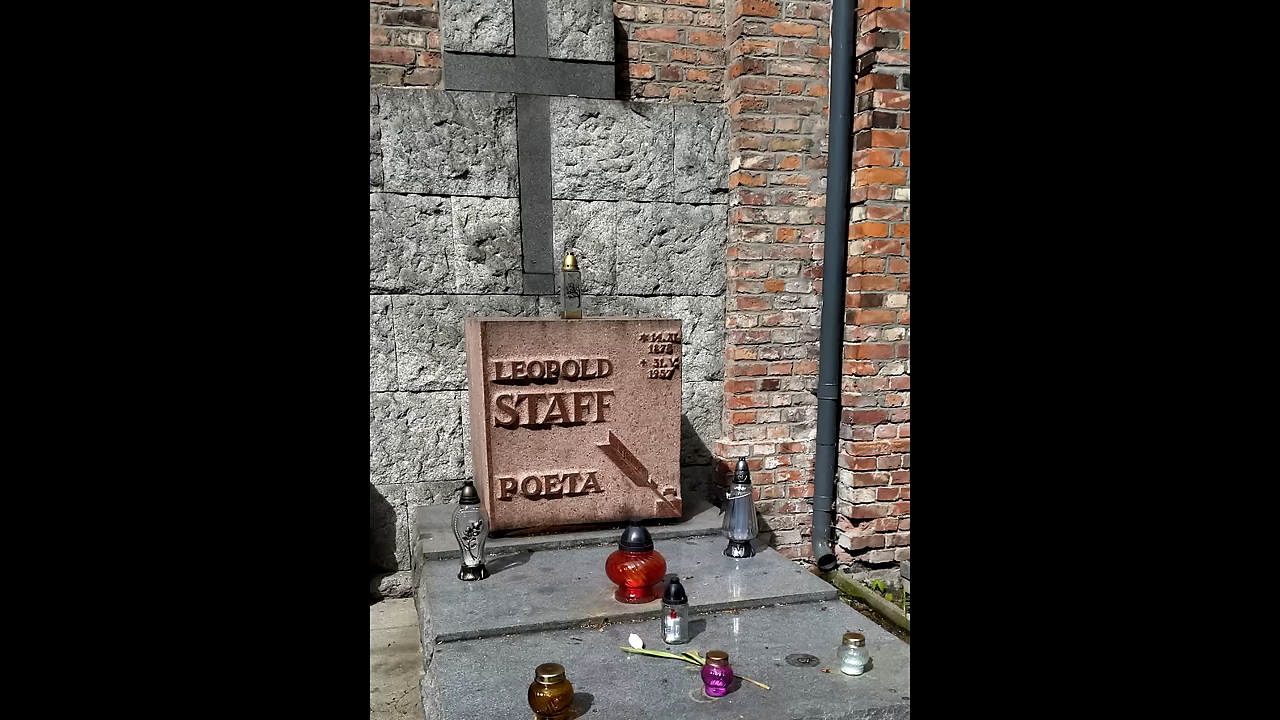 LEOPOLD
STAFF
POETA
* 14.XI.
1878
+ 31.V.
1957